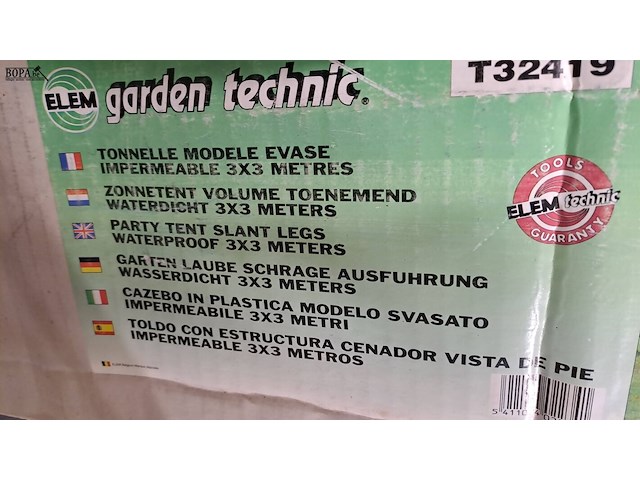 BOPA
T32419
ELEM garden technic®
TONNELLE MODELE EVASE
IMPERMEABLE 3X3 METRES
ZONNETENT VOLUME TOENEMEND
WATERDICHT 3X3 METERS
PARTY TENT SLANT LEGS
WATERPROOF 3X3 METERS
GARTEN LAUBE SCHRAGE AUSFUHRUNG
WASSERDICHT 3X3 METERS
CAZEBO IN PLASTICA MODELO SVASATO
IMPERMEABILE 3X3 METRI
TOLDO CON ESTRUCTURA CENADOR VISTA DE PIE
IMPERMEABLE 3X3 METROS
TOOLS
ELEM technic
GUARANTY